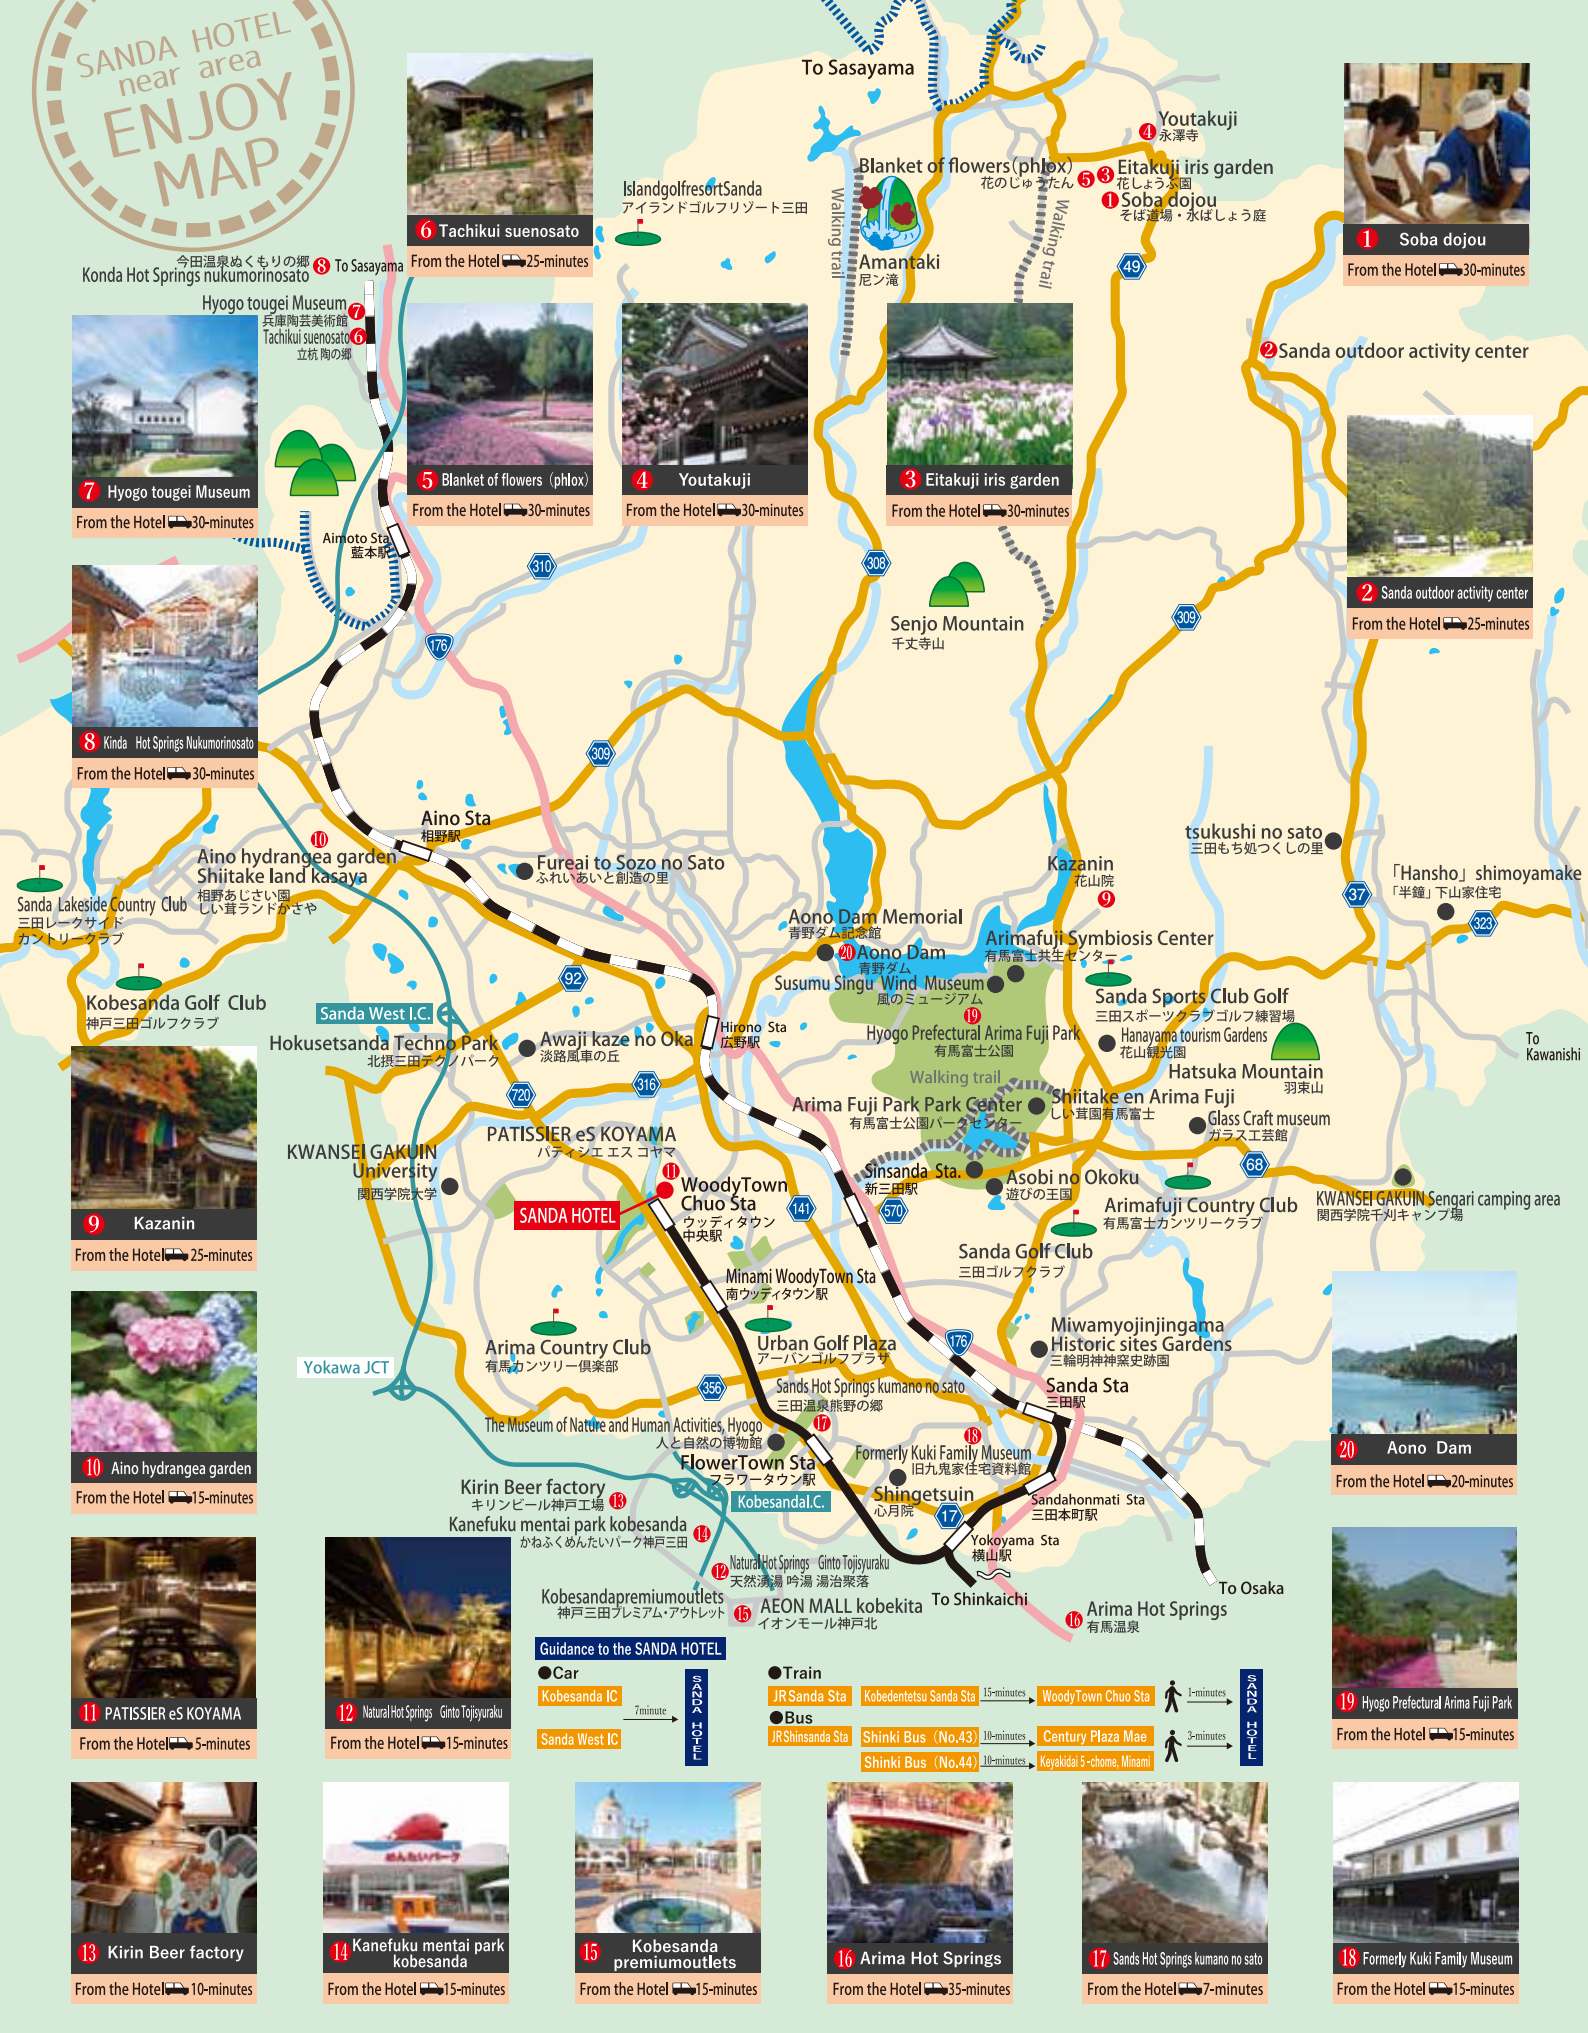 SANDA HOTEL
near area
ENJOY
MAP
To Sasayama
Youtakuji
永澤寺
Blanket of flowers(phlox)
花のじゅうたん
Eitakuji iris garden
花しょうぶ園
Soba dojou
そば道場・水ばしょう庭
IslandgolfresortSanda
アイランドゴルフリゾート三田
Walking trail
Walking trail
Amantaki
尼ン滝
今田温泉ぬくもりの郷
Konda Hot Springs nukumorinosato
To Sasayama
Hyogo tougei Museum
兵庫陶芸美術館
Tachikui suenosato
立杭 陶の郷
6 Tachikui suenosato
From the Hotel 25-minutes
1 Soba dojou
From the Hotel 30-minutes
49
2 Sanda outdoor activity center
7 Hyogo tougei Museum
From the Hotel 30-minutes
5 Blanket of flowers (phlox)
From the Hotel 30-minutes
4 Youtakuji
From the Hotel 30-minutes
3 Eitakuji iris garden
From the Hotel 30-minutes
2 Sanda outdoor activity center
From the Hotel 25-minutes
Aimoto Sta
藍本駅
310
308
309
176
Senjo Mountain
千丈寺山
8 Kinda Hot Springs Nukumorinosato
From the Hotel 30-minutes
309
Aino Sta
相野駅
10
Aino hydrangea garden
Shiitake land kasaya
相野あじさい園
しい茸ランドかさや
Sanda Lakeside Country Club
三田レークサイド
カントリークラブ
Kobesanda Golf Club
神戸三田ゴルフクラブ
Fureai to Sozo no Sato
ふれいあいと創造の里
tsukushi no sato
三田もち処つくしの里
Kazanin
花山院
9
「Hansho」shimoyamake
「半鐘」下山家住宅
37
323
Aono Dam Memorial
青野ダム記念館
20 Aono Dam
青野ダム
Arimafuji Symbiosis Center
有馬富士共生センター
Susumu Singu Wind Museum
風のミュージアム
19
Hyogo Prefectural Arima Fuji Park
有馬富士公園
Walking trail
Sanda Sports Club Golf
三田スポーツクラブゴルフ練習場
Hanayama tourism Gardens
花山観光園
Hatsuka Mountain
羽束山
To
Kawanishi
92
Sanda West I.C.
Hokusetsanda Techno Park
北摂三田テクノパーク
Awaji kaze no Oka
淡路風車の丘
Hirono Sta
広野駅
720
316
Arima Fuji Park Park Center
有馬富士公園パークセンター
Shiitake en Arima Fuji
しい茸園有馬富士
Glass Craft museum
ガラス工芸館
68
PATISSIER eS KOYAMA
パティシエ エス コヤマ
KWANSEI GAKUIN
University
関西学院大学
11
SANDA HOTEL
WoodyTown
Chuo Sta
ウッディタウン
中央駅
141
Sinsanda Sta.
新三田駅
570
Asobi no Okoku
遊びの王国
Arimafuji Country Club
有馬富士カンツリークラブ
KWANSEI GAKUIN Sengari camping area
関西学院千刈キャンプ場
Sanda Golf Club
三田ゴルフクラブ
9 Kazanin
From the Hotel 25-minutes
Minami WoodyTown Sta
南ウッディタウン駅
Arima Country Club
有馬カンツリー倶楽部
Urban Golf Plaza
アーバンゴルフプラザ
176
Miwamyojinjingama
Historic sites Gardens
三輪明神神窯史跡園
Yokawa JCT
356
Sands Hot Springs kumano no sato
三田温泉熊野の郷
17
Sanda Sta
三田駅
The Museum of Nature and Human Activities, Hyogo
人と自然の博物館
18
Formerly Kuki Family Museum
旧九鬼家住宅資料館
FlowerTown Sta
フラワータウン駅
10 Aino hydrangea garden
From the Hotel 15-minutes
20 Aono Dam
From the Hotel 20-minutes
Kirin Beer factory
キリンビール神戸工場 13
KobesandaI.C.
Shingetsuin
心月院
17
Sandahonmati Sta
三田本町駅
Kanefuku mentai park kobesanda
かねふくめんたいパーク神戸三田
14
Yokoyama Sta
横山駅
12
Natural Hot Springs Ginto Tojisyuraku
天然湧湯 吟湯 湯治聚落
Kobesandapremiumoutlets
神戸三田プレミアム・アウトレット
15
AEON MALL kobekita
イオンモール神戸北
To Shinkaichi
To Osaka
16 Arima Hot Springs
有馬温泉
Guidance to the SANDA HOTEL
●Car
Kobesanda IC
Sanda West IC
7minute
SANDA HOTEL
●Train
JR Sanda Sta
Kobedentetsu Sanda Sta
15-minutes
WoodyTown Chuo Sta
1-minutes
●Bus
JR Shinsanda Sta
Shinki Bus (No.43)
10-minutes
Century Plaza Mae
3-minutes
Shinki Bus (No.44)
10-minutes
Keyakidai 5-chome, Minami
SANDA HOTEL
11 PATISSIER eS KOYAMA
From the Hotel 5-minutes
12 Natural Hot Springs Ginto Tojisyuraku
From the Hotel 15-minutes
19 Hyogo Prefectural Arima Fuji Park
From the Hotel 15-minutes
めんたいパーク
13 Kirin Beer factory
From the Hotel 10-minutes
14 Kanefuku mentai park
kobesanda
From the Hotel 15-minutes
15 Kobesanda
premiumoutlets
From the Hotel 15-minutes
16 Arima Hot Springs
From the Hotel 35-minutes
17 Sands Hot Springs kumano no sato
From the Hotel 7-minutes
18 Formerly Kuki Family Museum
From the Hotel 15-minutes